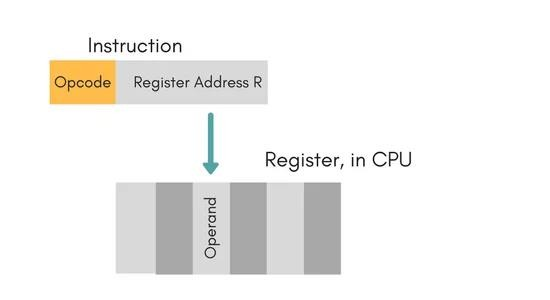 Instruction
Opcode Register Address R
Register, in CPU
Operand